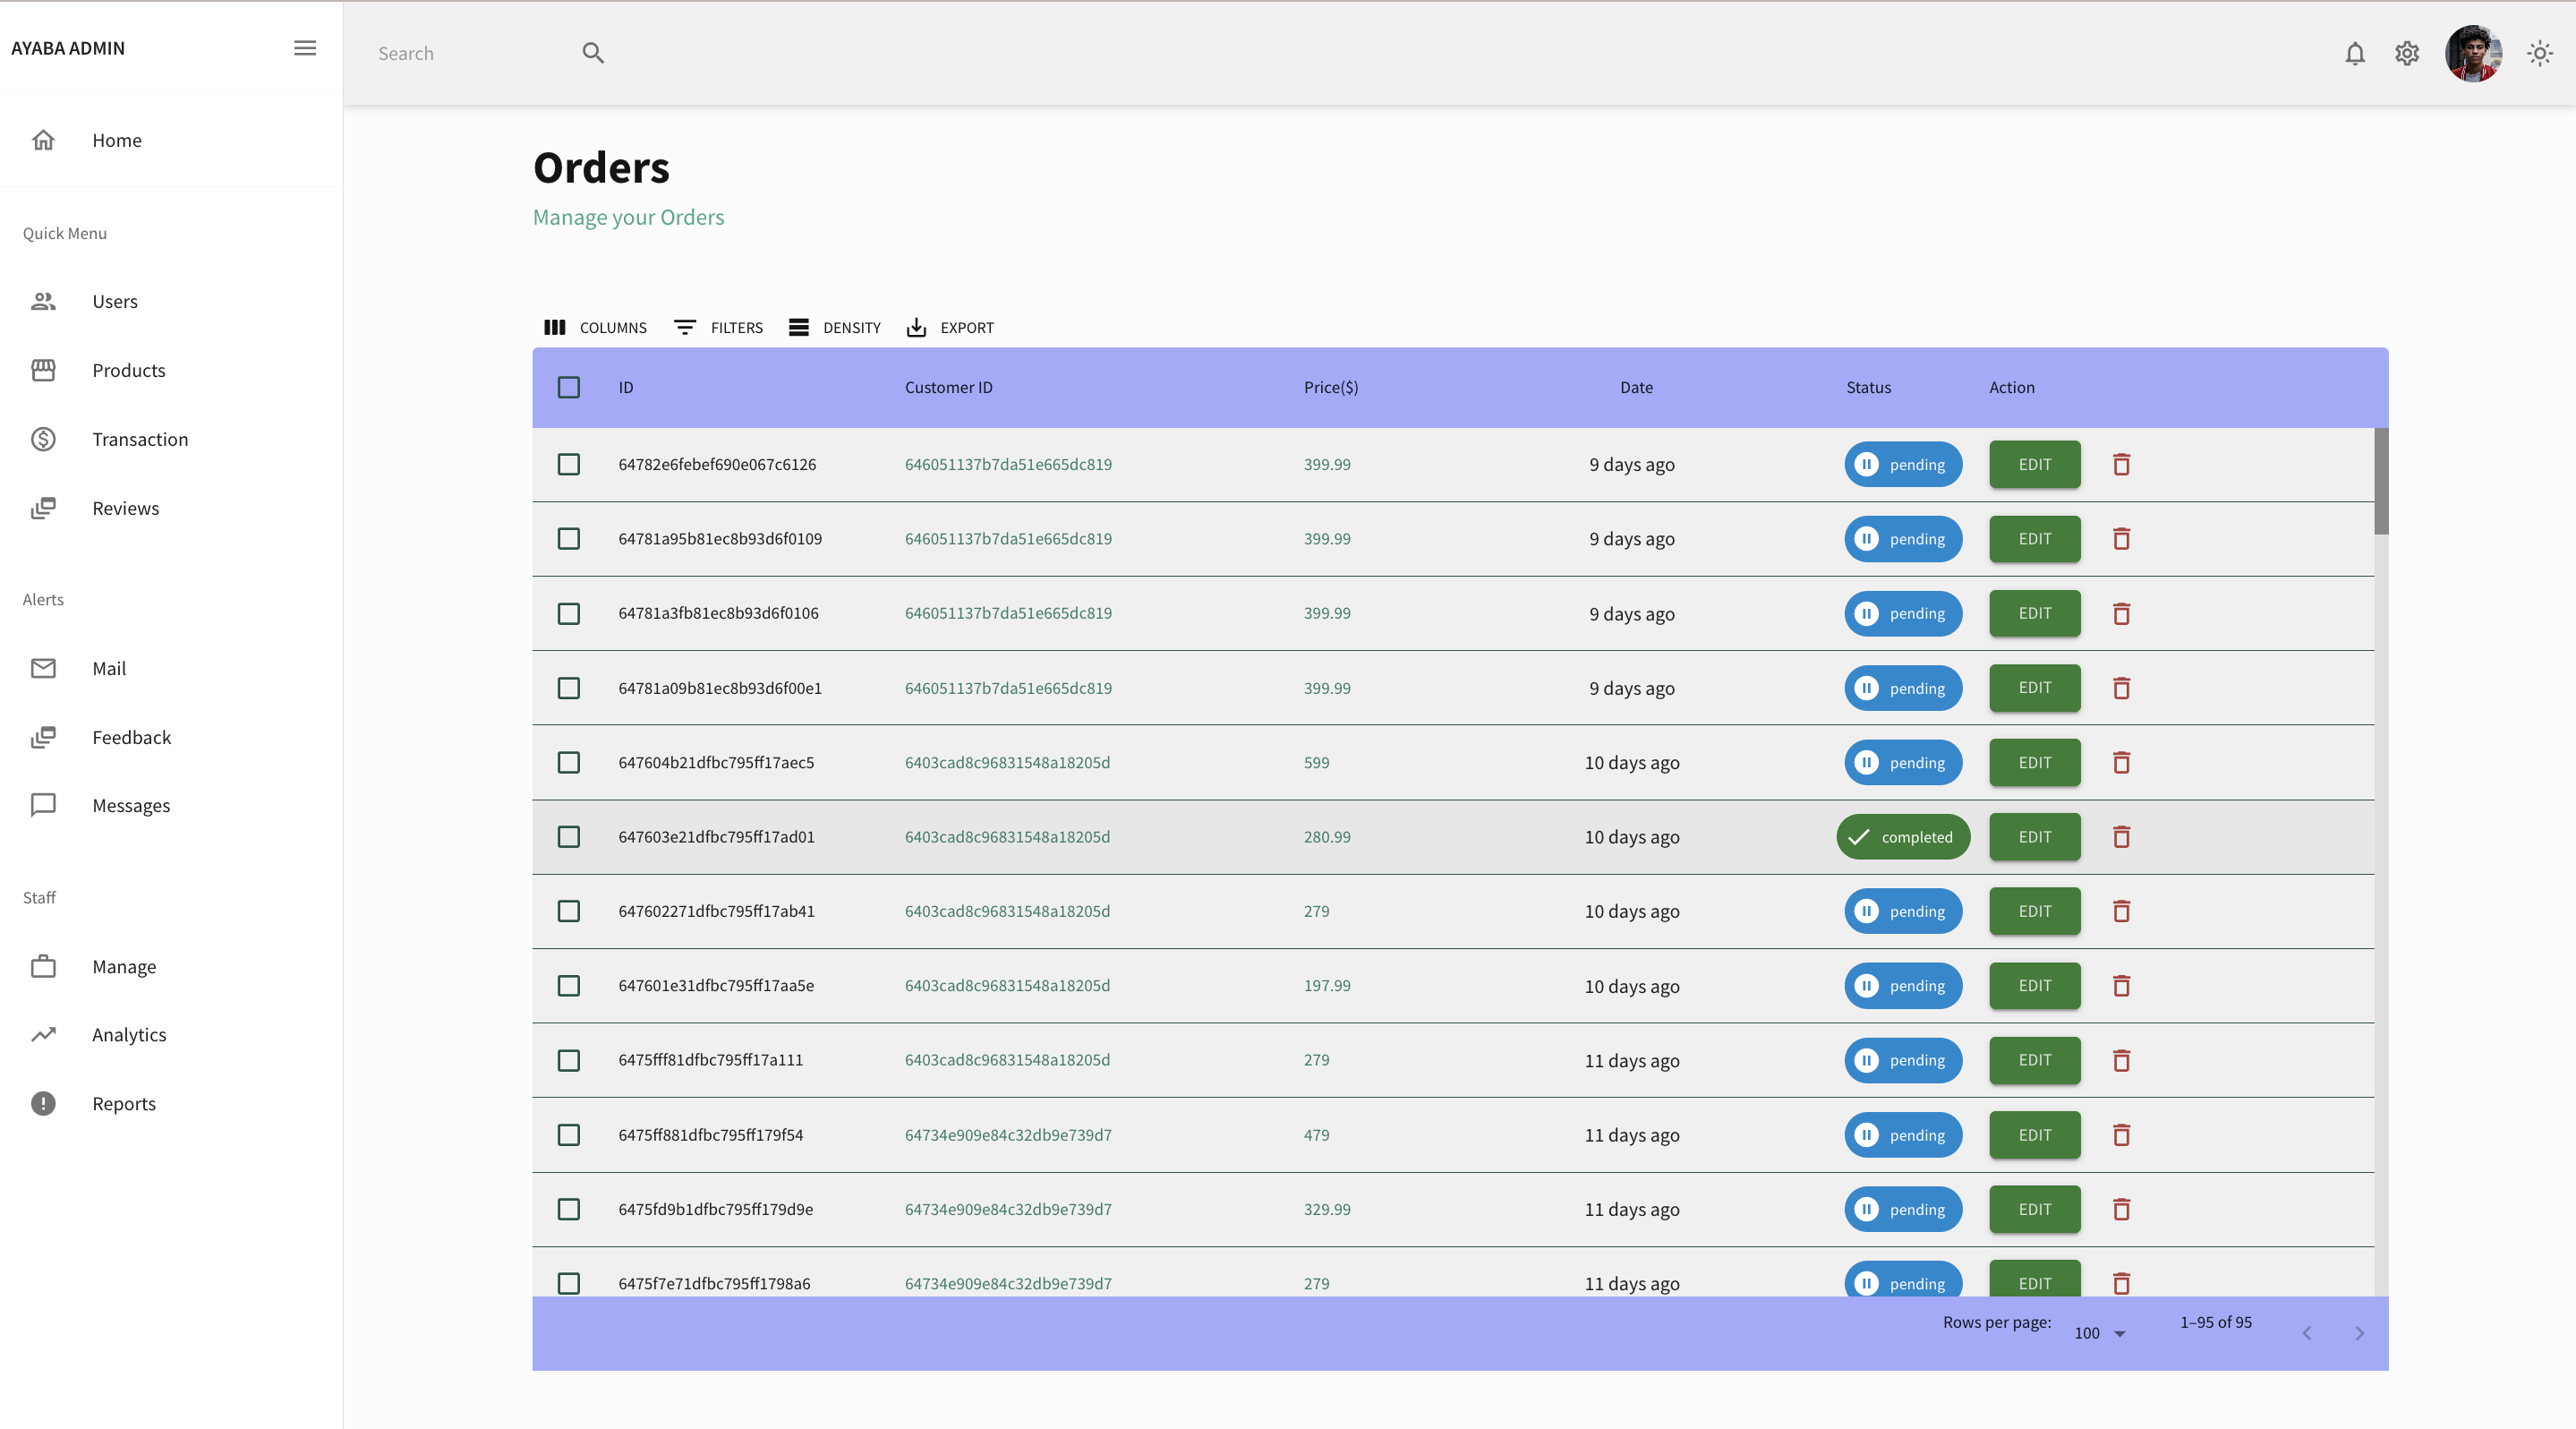 AYABA ADMIN
Search
Home
Quick Menu
Users
Products
Transaction
Reviews
Alerts
Mail
Feedback
Messages
Staff
Manage
Analytics
Reports
Orders
Manage your Orders
COLUMNS FILTERS DENSITY EXPORT
ID Customer ID Price($) Date Status Action
64782e6febef690e067c6126 646051137b7da51e665dc819 399.99 9 days ago pending EDIT
64781a95b81ec8b93d6f0109 646051137b7da51e665dc819 399.99 9 days ago pending EDIT
64781a3fb81ec8b93d6f0106 646051137b7da51e665dc819 399.99 9 days ago pending EDIT
64781a09b81ec8b93d6f00e1 646051137b7da51e665dc819 399.99 9 days ago pending EDIT
647604b21dfbc795ff17aec5 6403cad8c96831548a18205d 599 10 days ago pending EDIT
647603e21dfbc795ff17ad01 6403cad8c96831548a18205d 280.99 10 days ago completed EDIT
647602271dfbc795ff17ab41 6403cad8c96831548a18205d 279 10 days ago pending EDIT
647601e31dfbc795ff17aa5e 6403cad8c96831548a18205d 197.99 10 days ago pending EDIT
6475fff81dfbc795ff17a111 6403cad8c96831548a18205d 279 11 days ago pending EDIT
6475ff881dfbc795ff179f54 64734e909e84c32db9e739d7 479 11 days ago pending EDIT
6475fd9b1dfbc795ff179d9e 64734e909e84c32db9e739d7 329.99 11 days ago pending EDIT
6475f7e71dfbc795ff1798a6 64734e909e84c32db9e739d7 279 11 days ago pending EDIT
Rows per page: 100 1–95 of 95